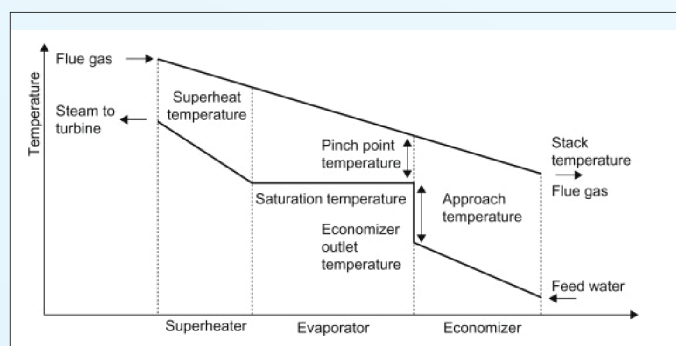 Temperature
Flue gas
Steam to
turbine
Superheat
temperature
Pinch point
temperature
Stack
temperature
Flue gas
Saturation temperature
Approach
temperature
Economizer
outlet
temperature
Feed water
Superheater
Evaporator
Economizer